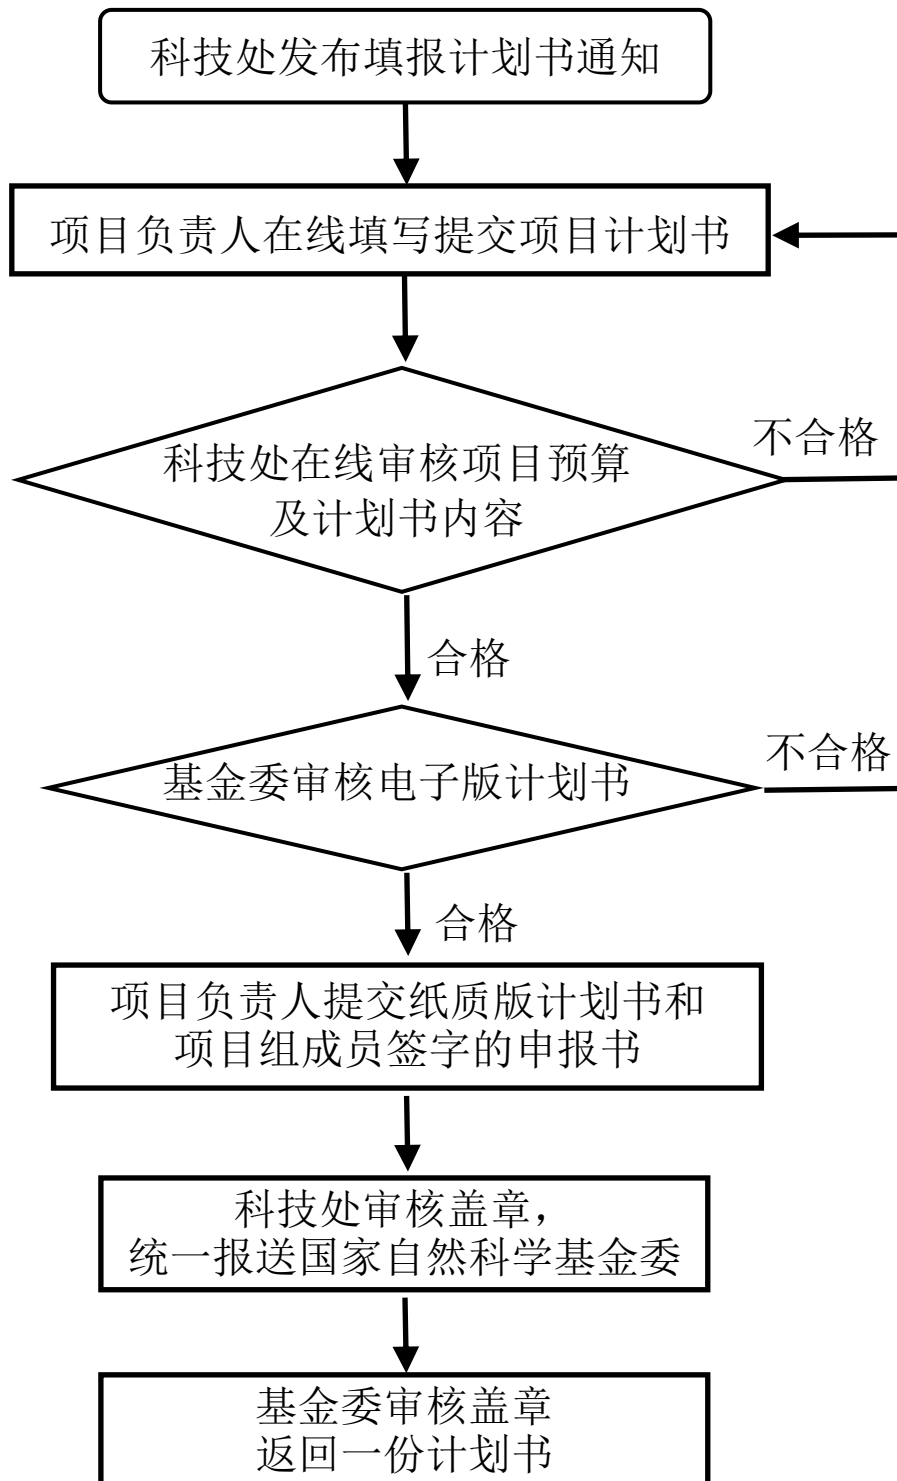 科技处发布填报计划书通知
项目负责人在线填写提交项目计划书
不合格
科技处在线审核项目预算
及计划书内容
合格
不合格
基金委审核电子版计划书
合格
项目负责人提交纸质版计划书和
项目组成员签字的申报书
科技处审核盖章，
统一报送国家自然科学基金委
基金委审核盖章
返回一份计划书